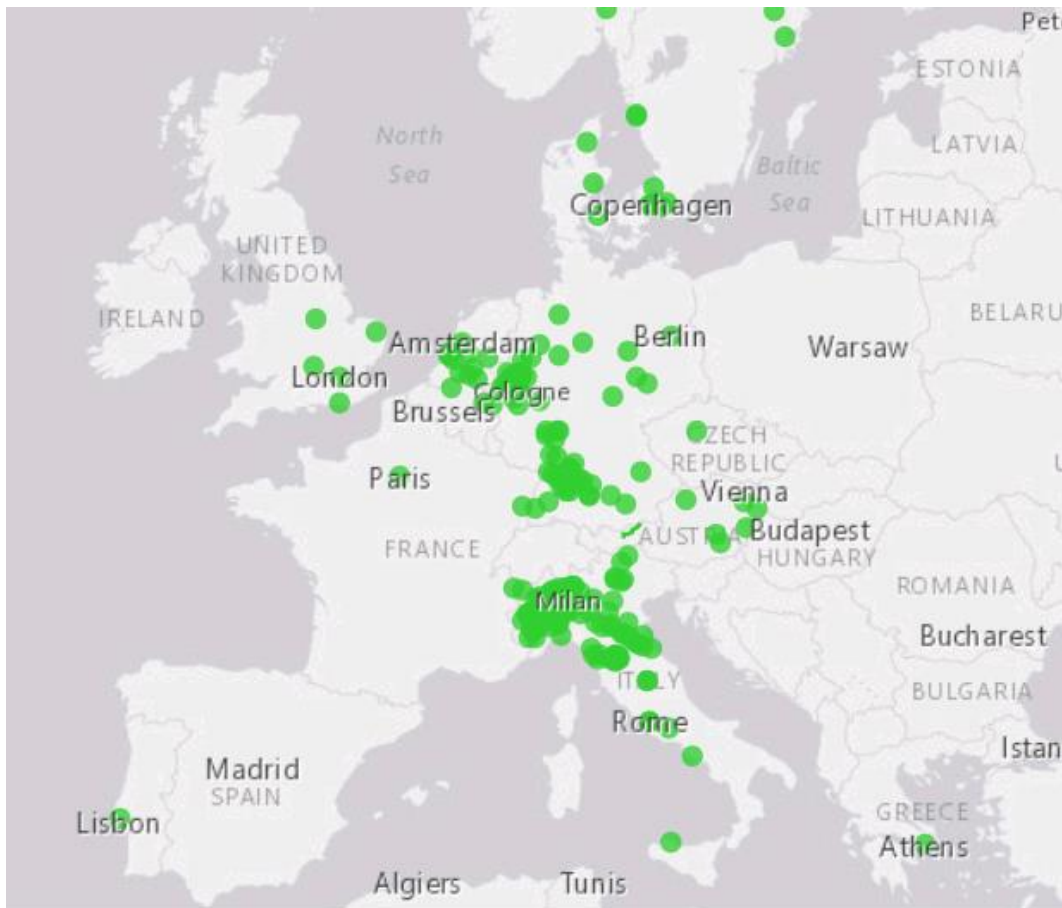 Pet
ESTONIA
North
Sea
LATVIA
Baltic
Sea
Copenhagen
LITHUANIA
UNITED
KINGDOM
IRELAND
BELARU
Amsterdam
Berlin
Warsaw
London
Cologne
Brussels
CZECH
REPUBLIC
U
Paris
Vienna
FRANCE
AUSTRIA
Budapest
HUNGARY
ROMANIA
Milan
Bucharest
ITALY
BULGARIA
Rome
Istan
Madrid
SPAIN
Lisbon
GREECE
Athens
Algiers
Tunis